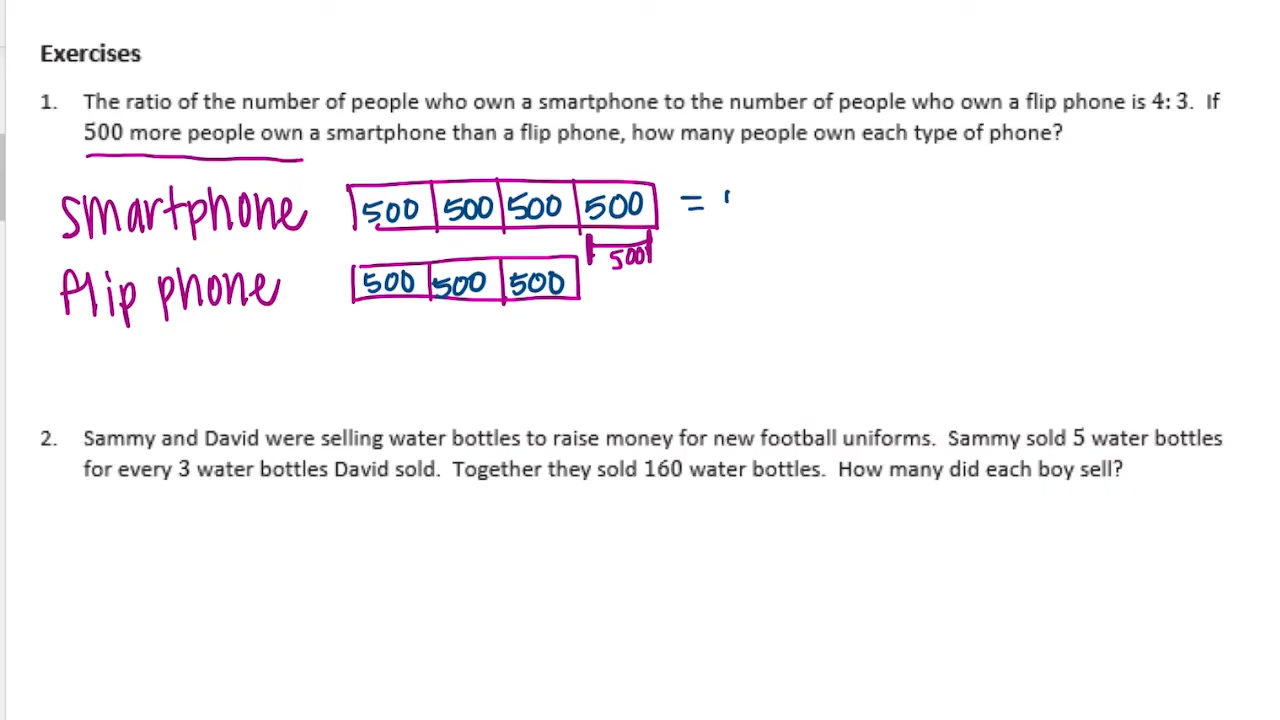 Exercises
1. The ratio of the number of people who own a smartphone to the number of people who own a flip phone is 4: 3. If
500 more people own a smartphone than a flip phone, how many people own each type of phone?
smartphone 500 500 500 500 =
500
flip phone 500 500 500
2. Sammy and David were selling water bottles to raise money for new football uniforms. Sammy sold 5 water bottles
for every 3 water bottles David sold. Together they sold 160 water bottles. How many did each boy sell?